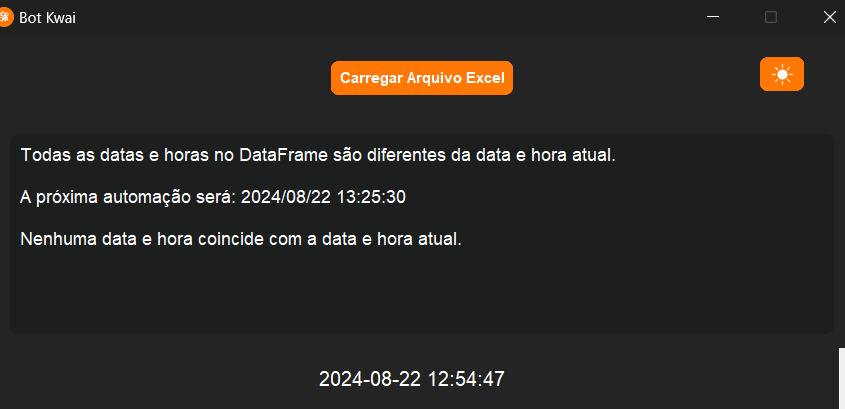 Bot Kwai
Carregar Arquivo Excel
Todas as datas e horas no DataFrame são diferentes da data e hora atual.
A próxima automação será: 2024/08/22 13:25:30
Nenhuma data e hora coincide com a data e hora atual.
2024-08-22 12:54:47